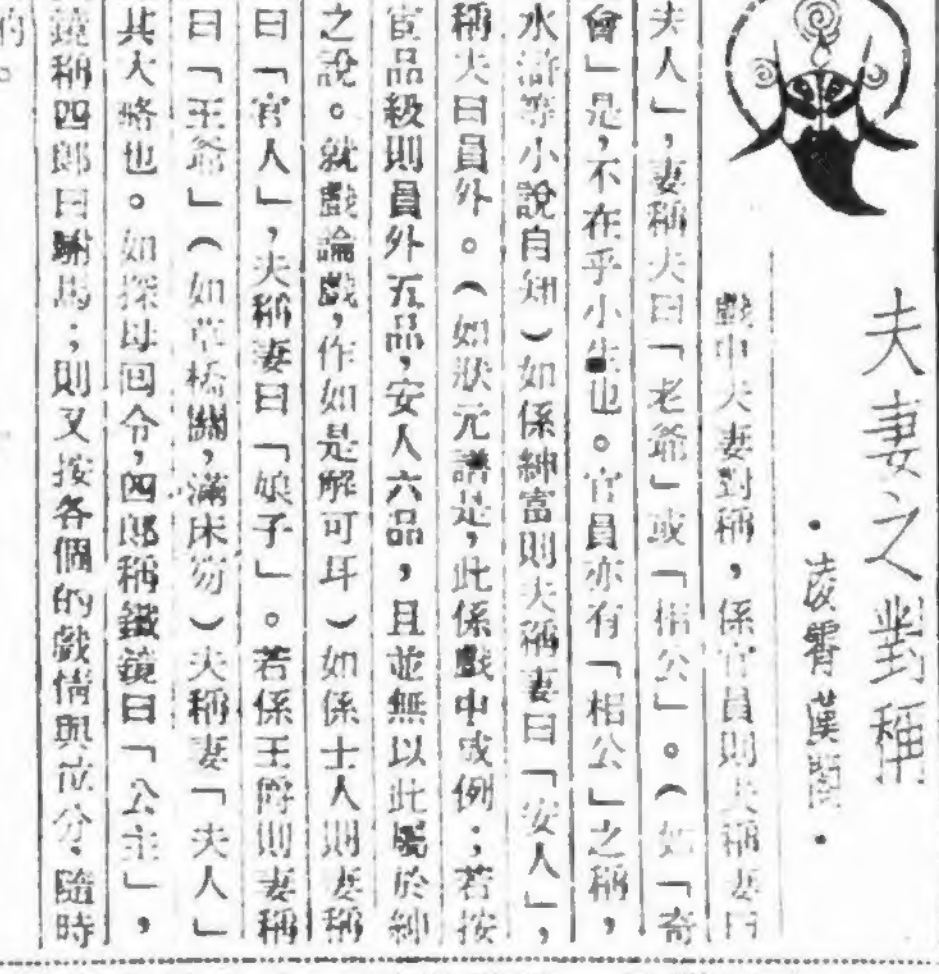 夫妻之對稱
·凌霄漢閣·
戲中夫妻對稱，係官員則夫稱妻曰
夫人」，妻稱夫曰「老爺」或「相公」。（如「奇
會」是，不在乎小生也。官員亦有「相公」之稱，
水滸等小說自知）如係紳富則夫稱妻曰「安人」，
稱夫曰員外。（如狀元譜是，此係戲中成例；若按
官品級則員外五品，安人六品，且並無以此屬於紳
之說。就戲論戲，作如是解可耳）如係士人則妻稱
曰「官人」，夫稱妻曰「娘子」。若係王爵則妻稱
曰「王爺」（如草橋關，滿床笏）夫稱妻「夫人」
其大略也。如探母回令，四郎稱鐵鏡曰「公主」，
鏡稱四郎曰駙馬；則又按各個的戲情與位分，隨時
的。